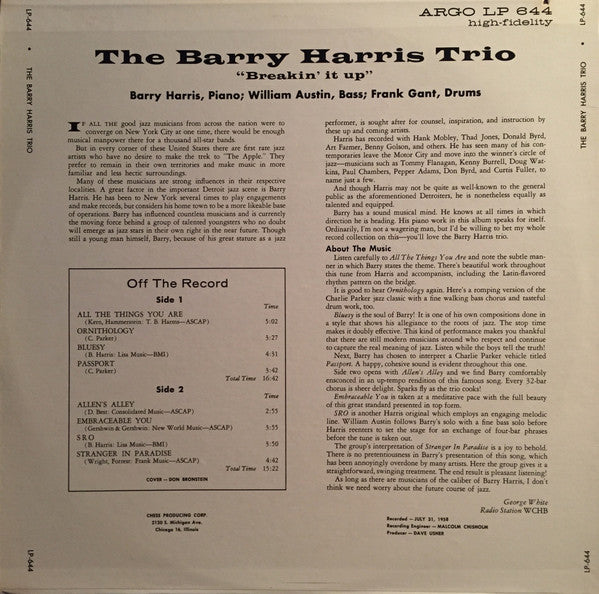 ARGO LP 644
high-fidelity
LP-644 • THE BARRY HARRIS TRIO LP-644
LP-644 • THE BARRY HARRIS TRIO • LP-644
The Barry Harris Trio
"Breakin' it up"
Barry Harris, Piano; William Austin, Bass; Frank Gant, Drums
IF ALL THE good jazz musicians from across the nation were to
converge on New York City at one time, there would be enough
musical manpower there for a thousand all-star bands.
But in every corner of these United States there are first rate jazz
artists who have no desire to make the trek to "The Apple." They
prefer to remain in their own territories and make music in more
familiar and less hectic surroundings.
Many of these musicians are strong influences in their respective
localities. A great factor in the important Detroit jazz scene is Barry
Harris. He has been to New York several times to play engagements
and make records, but considers his home town to be a more likeable base
of operations. Barry has influenced countless musicians and is currently
the moving force behind a group of talented youngsters who no doubt
will emerge as jazz stars in their own right in the near future. Though
still a young man himself, Barry, because of his great stature as a jazz
performer, is sought after for counsel, inspiration, and instruction by
these up and coming artists.
Harris has recorded with Hank Mobley, Thad Jones, Donald Byrd,
Art Farmer, Benny Golson, and others. He has seen many of his con-
temporaries leave the Motor City and move into the winner's circle of
jazz—musicians such as Tommy Flanagan, Kenny Burrell, Doug Wat-
kins, Paul Chambers, Pepper Adams, Don Byrd, and Curtis Fuller, to
name just a few.
And though Harris may not be quite as well-known to the general
public as the aforementioned Detroiters, he is nonetheless equally as
talented and equipped.
Barry has a sound musical mind. He knows at all times in which
direction he is heading. His piano work in this album speaks for itself.
Ordinarily, I'm not a wagering man, but I'd be willing to bet my whole
record collection on this—you'll love the Barry Harris trio.
About The Music
Listen carefully to All The Things You Are and note the subtle man-
ner in which Barry states the theme. There's beautiful work throughout
this tune from Harris and accompanists, including the Latin-flavored
rhythm pattern on the bridge.
It is good to hear Ornithology again. Here's a romping version of the
Charlie Parker jazz classic with a fine walking bass chorus and tasteful
drum work, too.
Bluesy is the soul of Barry! It is one of his own compositions done in
a style that shows his allegiance to the roots of jazz. The stop time
makes it doubly effective. This kind of performance makes you thankful
that there are still modern musicians around who respect and continue
to capture the real meaning of jazz. Listen while the boys tell the truth!
Next, Barry has chosen to interpret a Charlie Parker vehicle titled
Passport. A happy, cohesive sound is evident throughout this one.
Side two opens with Allen's Alley and we find Barry comfortably
ensconced in an up-tempo rendition of this famous song. Every 32-bar
chorus is sheer delight. Sparks fly as the trio cooks!
Embraceable You is taken at a meditative pace with the full beauty
of this great standard presented in top form.
SRO is another Harris original which employs an engaging melodic
line. William Austin follows Barry's solo with a fine bass solo before
Harris reenters to set the stage for an exchange of four-bar phrases
before the tune is taken out.
The group's interpretation of Stranger In Paradise is a joy to behold.
There is no pretentiousness in Barry's presentation of this song, which
has been annoyingly overdone by many artists. Here the group gives it a
straightforward, swinging treatment. The end result is pleasant listening!
As long as there are musicians of the caliber of Barry Harris, I don't
think we need worry about the future course of jazz.
George White
Radio Station WCHB
Off The Record
Side 1
Time
ALL THE THINGS YOU ARE
(Kern, Hammerstein: T. B. Harms—ASCAP) 5:02
ORNITHOLOGY
(C. Parker) 3:27
BLUESY
(B. Harris: Lisa Music—BMI) 4:31
PASSPORT
(C. Parker) 3:42
Total Time 16:42
Side 2
Time
ALLEN'S ALLEY
(D. Best: Consolidated Music—ASCAP) 2:55
EMBRACEABLE YOU
(Gershwin & Gershwin: New World Music—ASCAP) 3:55
S R O
(B. Harris: Lisa Music—BMI) 3:50
STRANGER IN PARADISE
(Wright, Forrest: Frank Music—ASCAP) 4:42
Total Time 15:22
COVER — DON BRONSTEIN
CHESS PRODUCING CORP.
2120 S. Michigan Ave.
Chicago 16, Illinois
Recorded — JULY 31, 1958
Recording Engineer — MALCOLM CHISHOLM
Producer — DAVE USHER